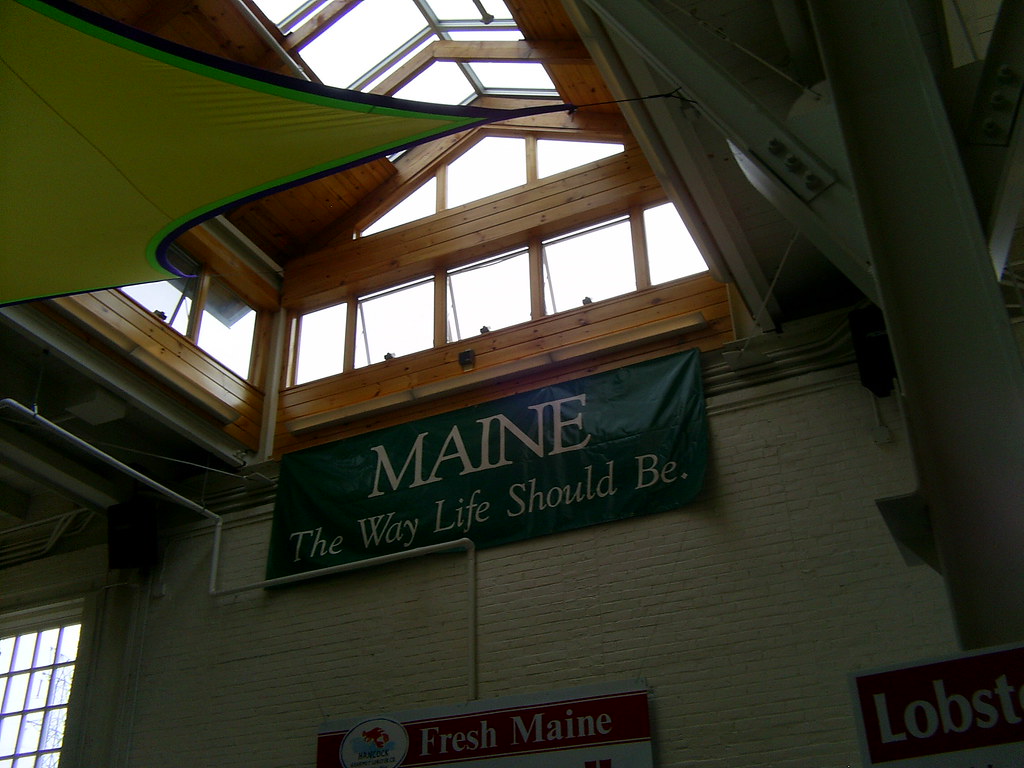 MAINE
The Way Life Should Be.
Fresh Maine
Lobst